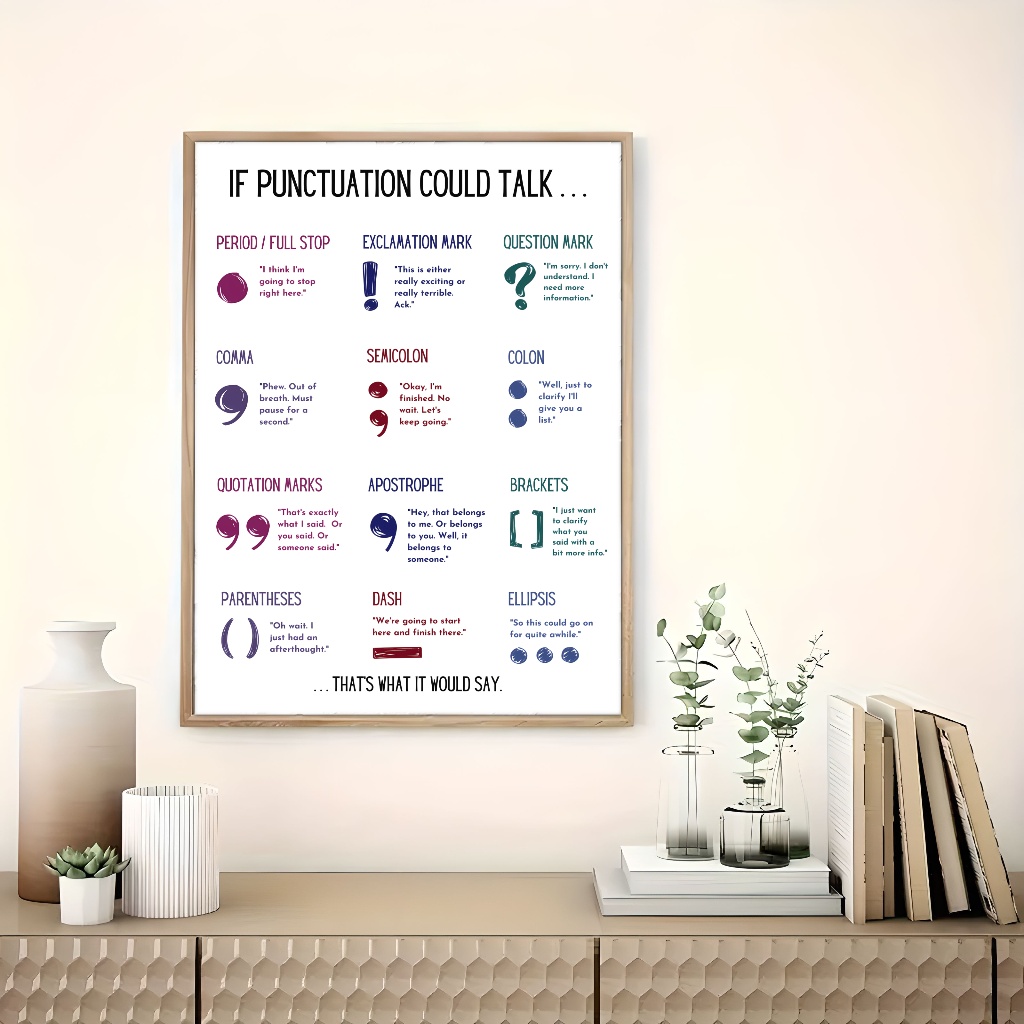 IF PUNCTUATION COULD TALK . . .
PERIOD / FULL STOP
"I think I'm
going to stop
right here."
EXCLAMATION MARK
"This is either
really exciting or
really terrible.
Ack."
QUESTION MARK
"I'm sorry. I don't
understand. I
need more
information."
COMMA
"Phew. Out of
breath. Must
pause for a
second."
SEMICOLON
"Okay, I'm
finished. No
wait. Let's
keep going."
COLON
"Well, just to
clarify I'll
give you a
list."
QUOTATION MARKS
"That's exactly
what I said. Or
you said. Or
someone said."
APOSTROPHE
"Hey, that belongs
to me. Or belongs
to you. Well, it
belongs to
someone."
BRACKETS
"I just want
to clarify
what you
said with a
bit more info."
PARENTHESES
"Oh wait. I
just had an
afterthought."
DASH
"We're going to start
here and finish there."
ELLIPSIS
"So this could go on
for quite awhile."
. . . THAT'S WHAT IT WOULD SAY.